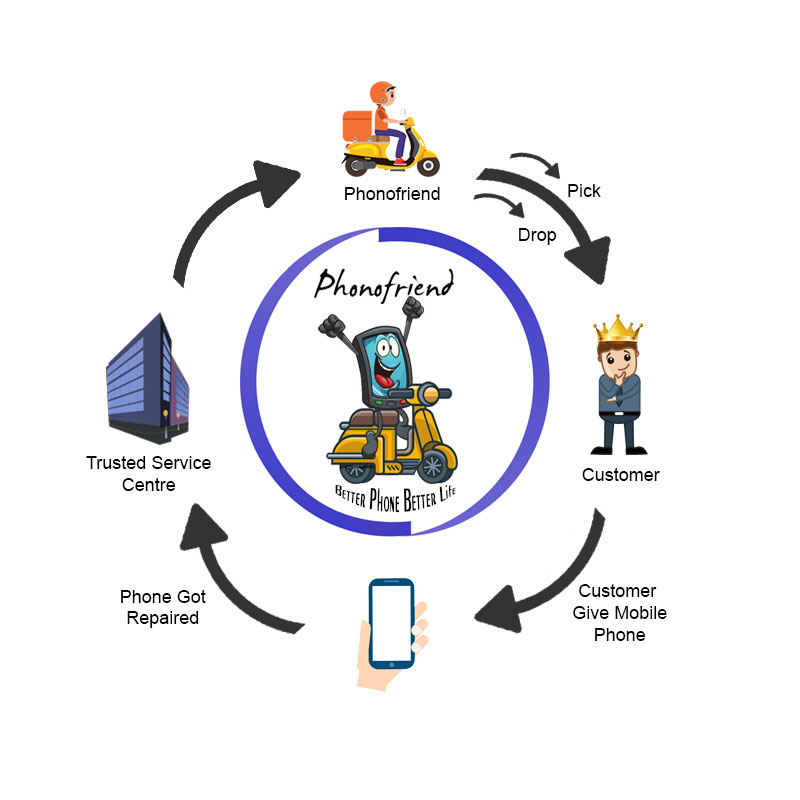 Phonofriend
Pick
Drop
Phonofriend
Better Phone Better Life
Trusted Service
Centre
Customer
Phone Got
Repaired
Customer
Give Mobile
Phone